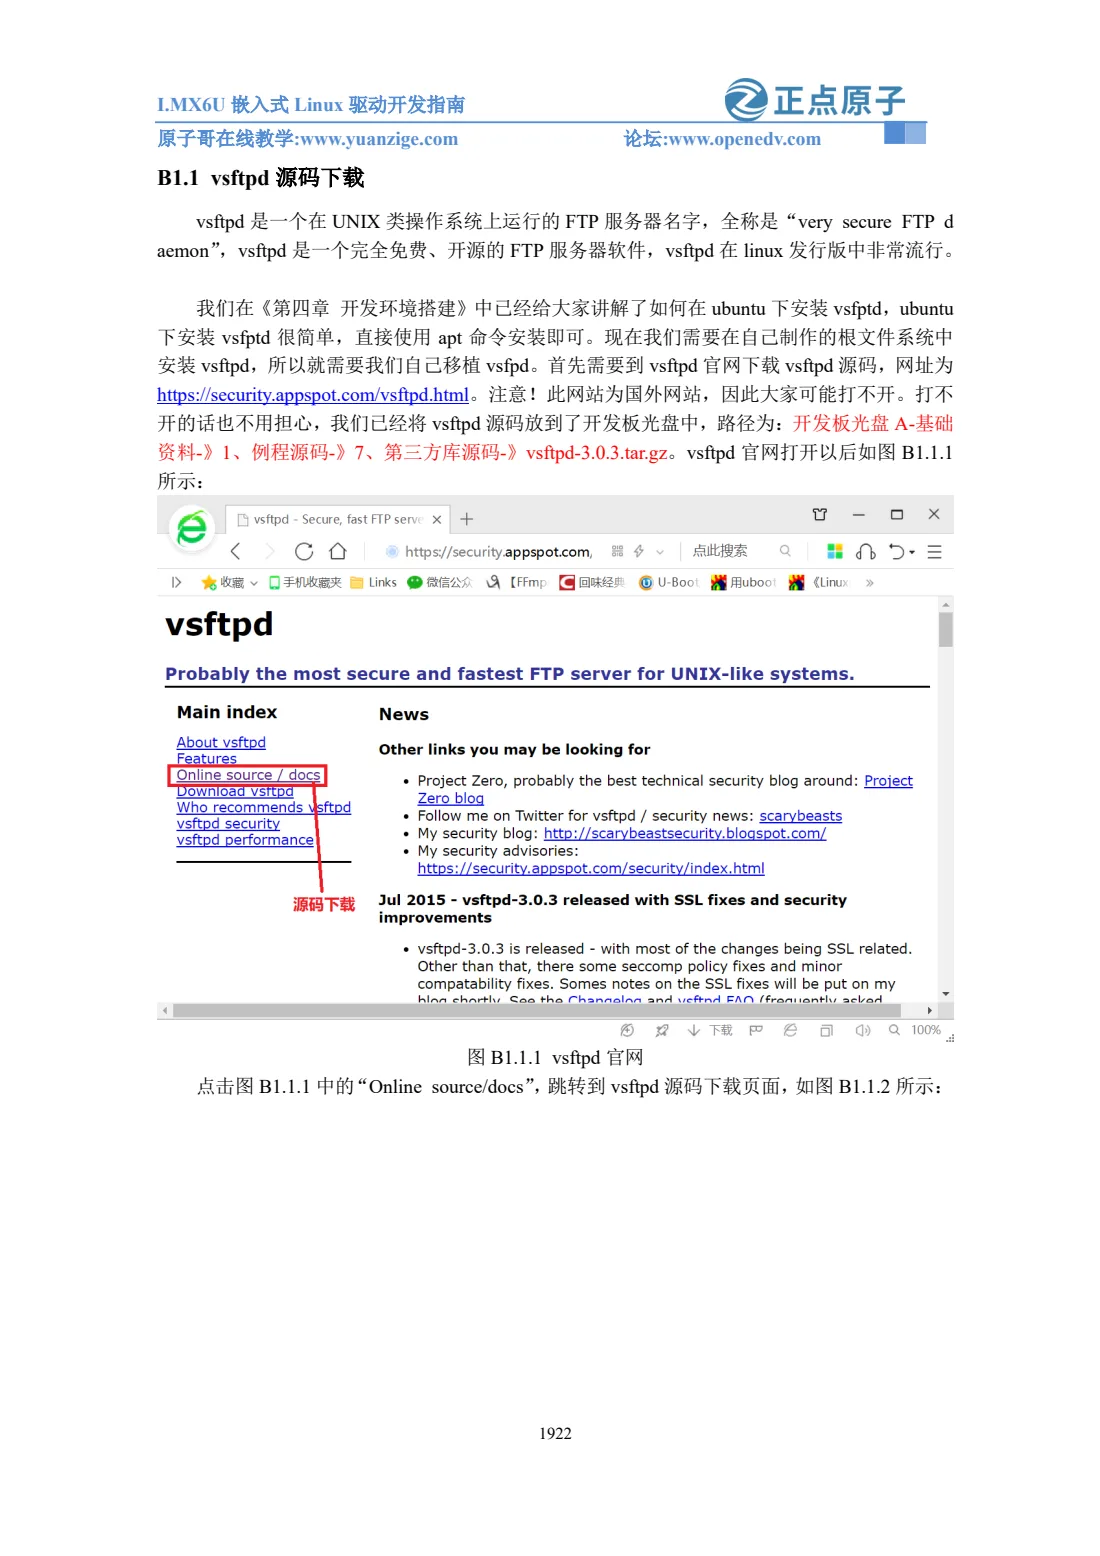 I.MX6U 嵌入式 Linux 驱动开发指南
正点原子
原子哥在线教学:www.yuanzige.com 论坛:www.openedv.com
B1.1 vsftpd 源码下载
vsftpd 是一个在 UNIX 类操作系统上运行的 FTP 服务器名字，全称是“very secure FTP d
aemon”，vsftpd 是一个完全免费、开源的 FTP 服务器软件，vsftpd 在 linux 发行版中非常流行。
我们在《第四章 开发环境搭建》中已经给大家讲解了如何在 ubuntu 下安装 vsfptd，ubuntu
下安装 vsfptd 很简单，直接使用 apt 命令安装即可。现在我们需要在自己制作的根文件系统中
安装 vsftpd，所以就需要我们自己移植 vsfpd。首先需要到 vsftpd 官网下载 vsftpd 源码，网址为
https://security.appspot.com/vsftpd.html。注意！此网站为国外网站，因此大家可能打不开。打不
开的话也不用担心，我们已经将 vsftpd 源码放到了开发板光盘中，路径为：开发板光盘 A-基础
资料-》1、例程源码-》7、第三方库源码-》vsftpd-3.0.3.tar.gz。vsftpd 官网打开以后如图 B1.1.1
所示：
vsftpd - Secure, fast FTP serve
https://security.appspot.com, 点此搜索
收藏 手机收藏夹 Links 微信公众 【FFmp 回味经典 U-Boot 用uboot 《Linux »
vsftpd
Probably the most secure and fastest FTP server for UNIX-like systems.
Main index
About vsftpd
Features
Online source / docs
Download vsftpd
Who recommends vsftpd
vsftpd security
vsftpd performance
源码下载
News
Other links you may be looking for
• Project Zero, probably the best technical security blog around: Project
Zero blog
• Follow me on Twitter for vsftpd / security news: scarybeasts
• My security blog: http://scarybeastsecurity.blogspot.com/
• My security advisories:
https://security.appspot.com/security/index.html
Jul 2015 - vsftpd-3.0.3 released with SSL fixes and security
improvements
• vsftpd-3.0.3 is released - with most of the changes being SSL related.
Other than that, there some seccomp policy fixes and minor
compatability fixes. Somes notes on the SSL fixes will be put on my
blog shortly. See the Changelog and vsftpd FAQ (frequently asked
下载 100%
图 B1.1.1 vsftpd 官网
点击图 B1.1.1 中的“Online source/docs”，跳转到 vsftpd 源码下载页面，如图 B1.1.2 所示：
1922